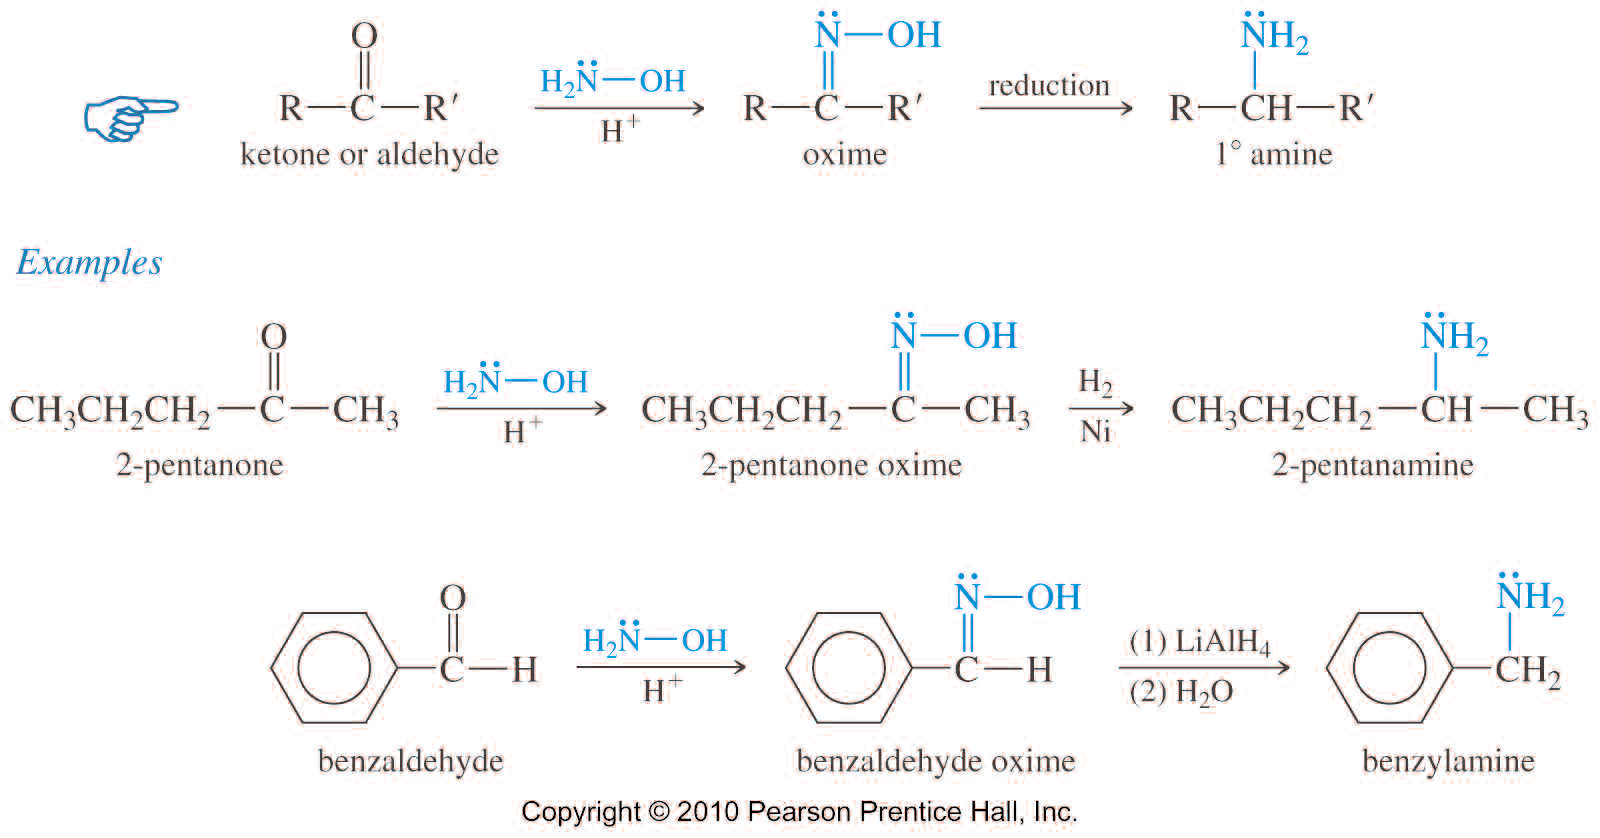 O N̈—OH N̈H₂
H₂N̈—OH reduction
R—C—R′ H⁺ R—C—R′ R—CH—R′
ketone or aldehyde oxime 1° amine
Examples
O N̈—OH N̈H₂
H₂N̈—OH H₂
CH₃CH₂CH₂—C—CH₃ H⁺ CH₃CH₂CH₂—C—CH₃ Ni CH₃CH₂CH₂—CH—CH₃
2-pentanone 2-pentanone oxime 2-pentanamine
O N̈—OH N̈H₂
H₂N̈—OH (1) LiAlH₄
C—H H⁺ C—H (2) H₂O CH₂
benzaldehyde benzaldehyde oxime benzylamine
Copyright © 2010 Pearson Prentice Hall, Inc.